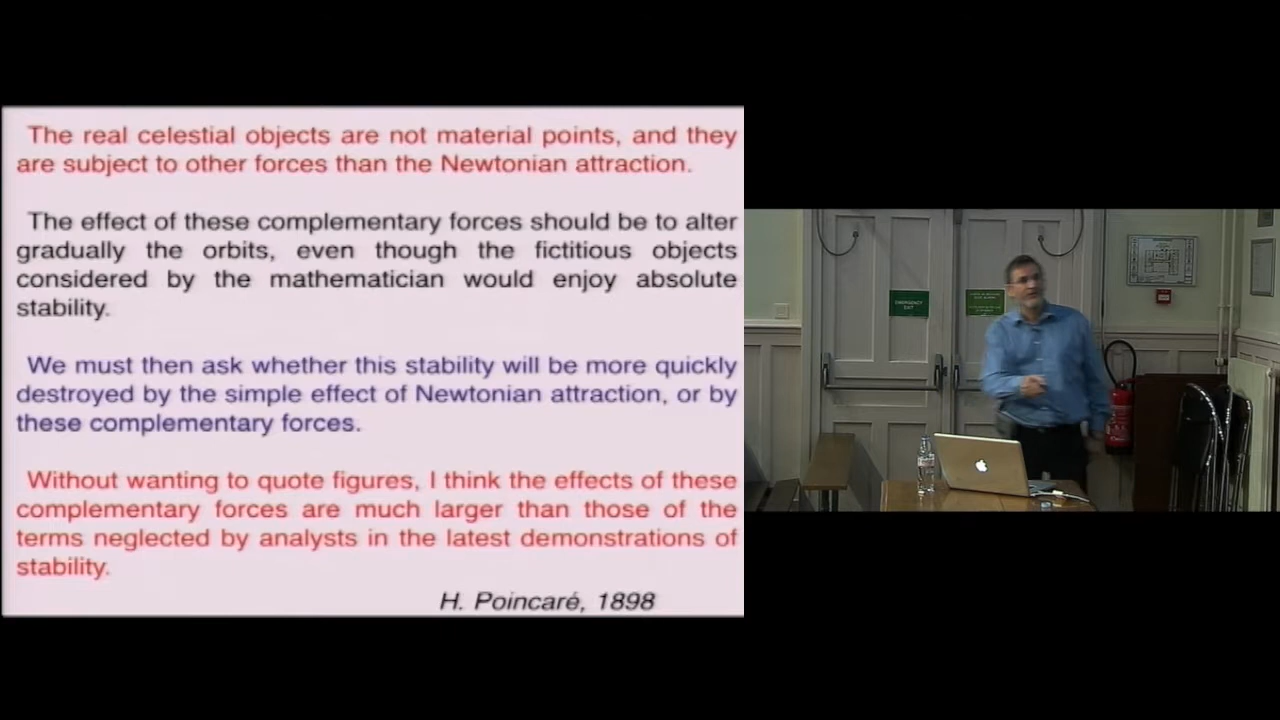 The real celestial objects are not material points, and they
are subject to other forces than the Newtonian attraction.
The effect of these complementary forces should be to alter
gradually the orbits, even though the fictitious objects
considered by the mathematician would enjoy absolute
stability.
We must then ask whether this stability will be more quickly
destroyed by the simple effect of Newtonian attraction, or by
these complementary forces.
Without wanting to quote figures, I think the effects of these
complementary forces are much larger than those of the
terms neglected by analysts in the latest demonstrations of
stability.
H. Poincaré, 1898
EMERGENCY
EXIT